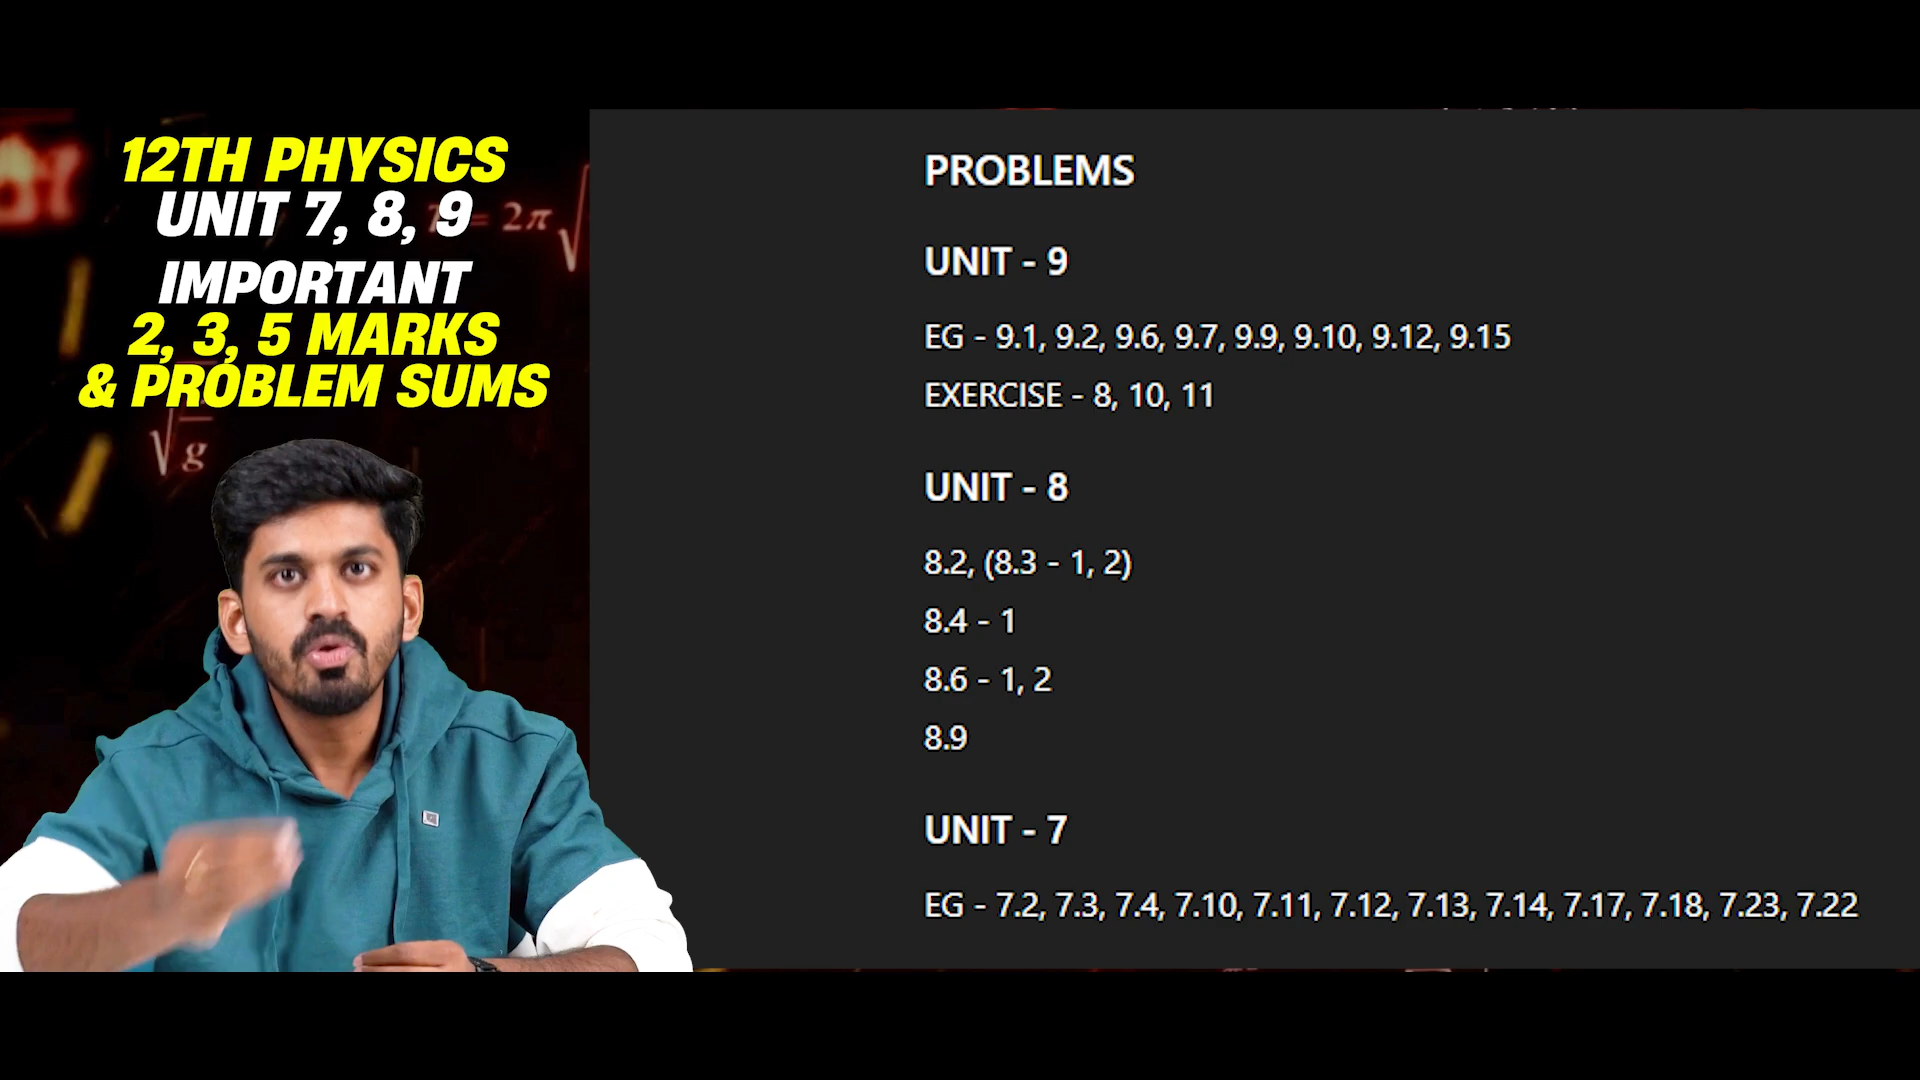 12TH PHYSICS
UNIT 7, 8, 9
IMPORTANT
2, 3, 5 MARKS
& PROBLEM SUMS
= 2π√
√g
PROBLEMS
UNIT - 9
EG - 9.1, 9.2, 9.6, 9.7, 9.9, 9.10, 9.12, 9.15
EXERCISE - 8, 10, 11
UNIT - 8
8.2, (8.3 - 1, 2)
8.4 - 1
8.6 - 1, 2
8.9
UNIT - 7
EG - 7.2, 7.3, 7.4, 7.10, 7.11, 7.12, 7.13, 7.14, 7.17, 7.18, 7.23, 7.22